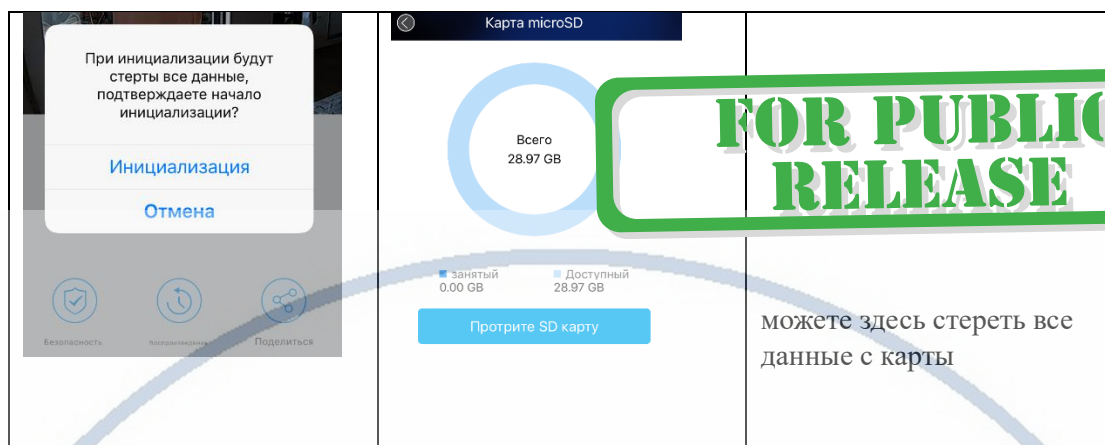 При инициализации будут
стерты все данные,
подтверждаете начало
инициализации?
Инициализация
Отмена
Безопасность
Поделиться
Карта microSD
Всего
28.97 GB
занятый
0.00 GB
Доступный
28.97 GB
Протрите SD карту
FOR PUBLIC
RELEASE
можете здесь стереть все
данные с карты